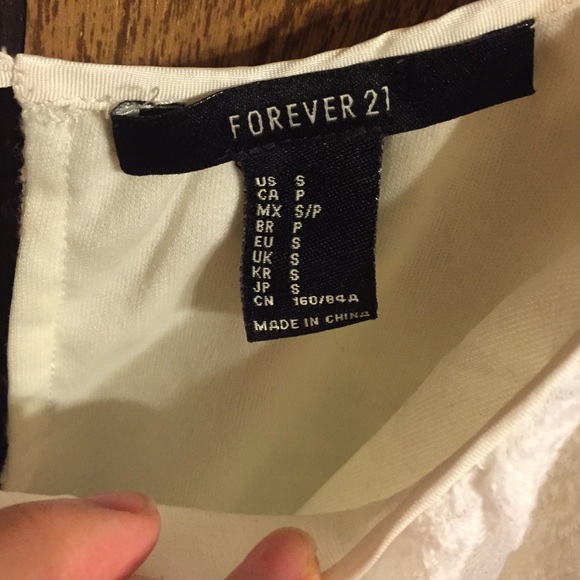 FOREVER 21
US S
CA P
MX S/P
BR P
EU S
UK S
KR S
JP S
CN 160/84A
MADE IN CHINA